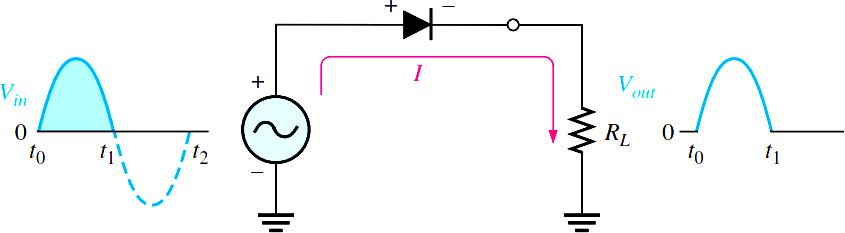 + −
V_in
+
I
V_out
0
R_L
0
t_0 t_1 t_2
t_0 t_1
−